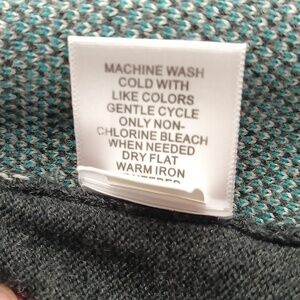 MACHINE WASH
COLD WITH
LIKE COLORS
GENTLE CYCLE
ONLY NON-
CHLORINE BLEACH
WHEN NEEDED
DRY FLAT
WARM IRON